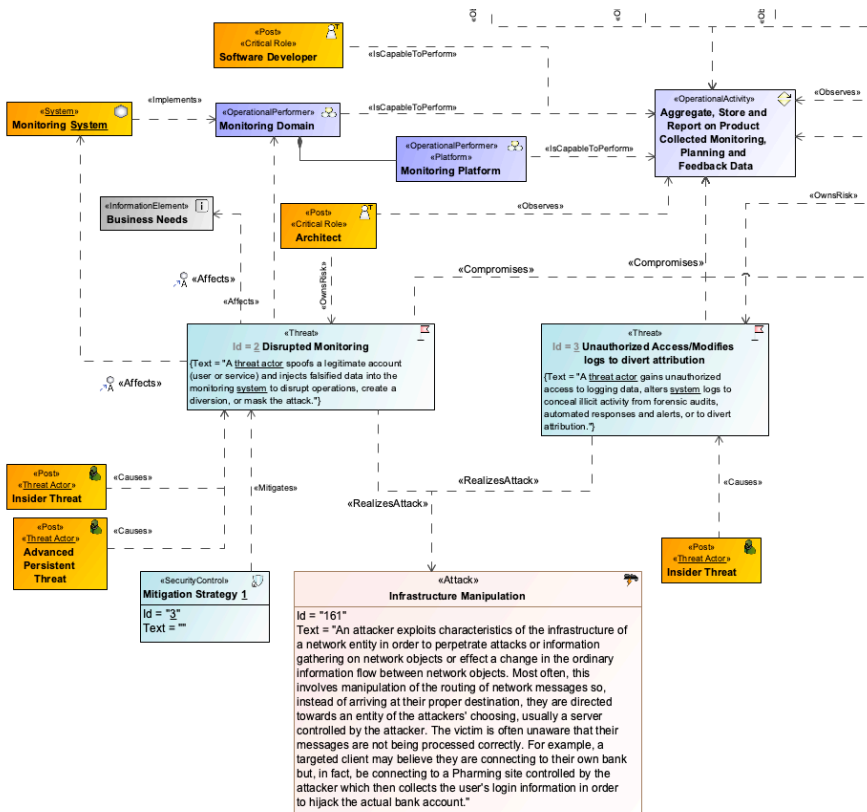 «Ot
«Ot
«Ob
«Post»
«Critical Role»
Software Developer
«IsCapableToPerform»
«System»
Monitoring System
«Implements»
«OperationalPerformer»
Monitoring Domain
«IsCapableToPerform»
«OperationalActivity»
Aggregate, Store and
Report on Product
Collected Monitoring,
Planning and
Feedback Data
«Observes»
«OperationalPerformer»
«Platform»
Monitoring Platform
«IsCapableToPerform»
«InformationElement»
Business Needs
i
«Post»
«Critical Role»
Architect
«Observes»
«OwnsRisk»
«OwnsRisk»
«Compromises»
«Compromises»
A «Affects»
«Affects»
«Threat»
Id = 2 Disrupted Monitoring
{Text = "A threat actor spoofs a legitimate account
(user or service) and injects falsified data into the
monitoring system to disrupt operations, create a
diversion, or mask the attack."}
«Threat»
Id = 3 Unauthorized Access/Modifies
logs to divert attribution
{Text = "A threat actor gains unauthorized
access to logging data, alters system logs to
conceal illicit activity from forensic audits,
automated responses and alerts, or to divert
attribution."}
A «Affects»
«Post»
«Threat Actor»
Insider Threat
«Causes»
«Mitigates»
«RealizesAttack»
«RealizesAttack»
«Causes»
«Post»
«Threat Actor»
Advanced
Persistent
Threat
«Causes»
«Post»
«Threat Actor»
Insider Threat
«SecurityControl»
Mitigation Strategy 1
Id = "3"
Text = ""
«Attack»
Infrastructure Manipulation
Id = "161"
Text = "An attacker exploits characteristics of the infrastructure of
a network entity in order to perpetrate attacks or information
gathering on network objects or effect a change in the ordinary
information flow between network objects. Most often, this
involves manipulation of the routing of network messages so,
instead of arriving at their proper destination, they are directed
towards an entity of the attackers' choosing, usually a server
controlled by the attacker. The victim is often unaware that their
messages are not being processed correctly. For example, a
targeted client may believe they are connecting to their own bank
but, in fact, be connecting to a Pharming site controlled by the
attacker which then collects the user's login information in order
to hijack the actual bank account."